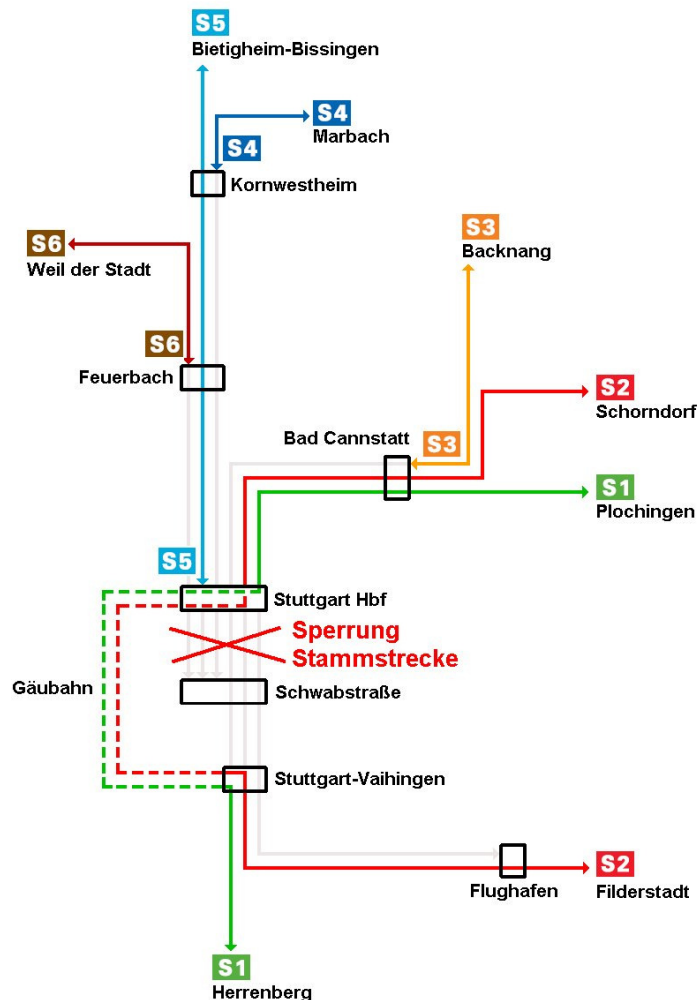 S5
Bietigheim-Bissingen
S4
Marbach
S4
Kornwestheim
S3
Backnang
S6
Weil der Stadt
S6
Feuerbach
S2
Schorndorf
Bad Cannstatt
S3
S1
Plochingen
S5
Stuttgart Hbf
Sperrung
Stammstrecke
Gäubahn
Schwabstraße
Stuttgart-Vaihingen
S2
Flughafen
Filderstadt
S1
Herrenberg